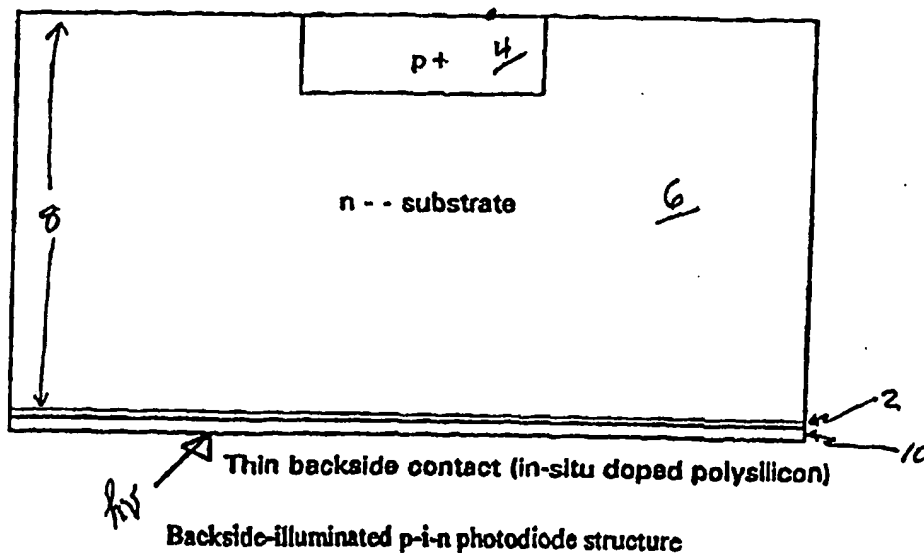 p+ 4
n - - substrate 6
8
2
10
hν
Thin backside contact (in-situ doped polysilicon)
Backside-illuminated p-i-n photodiode structure